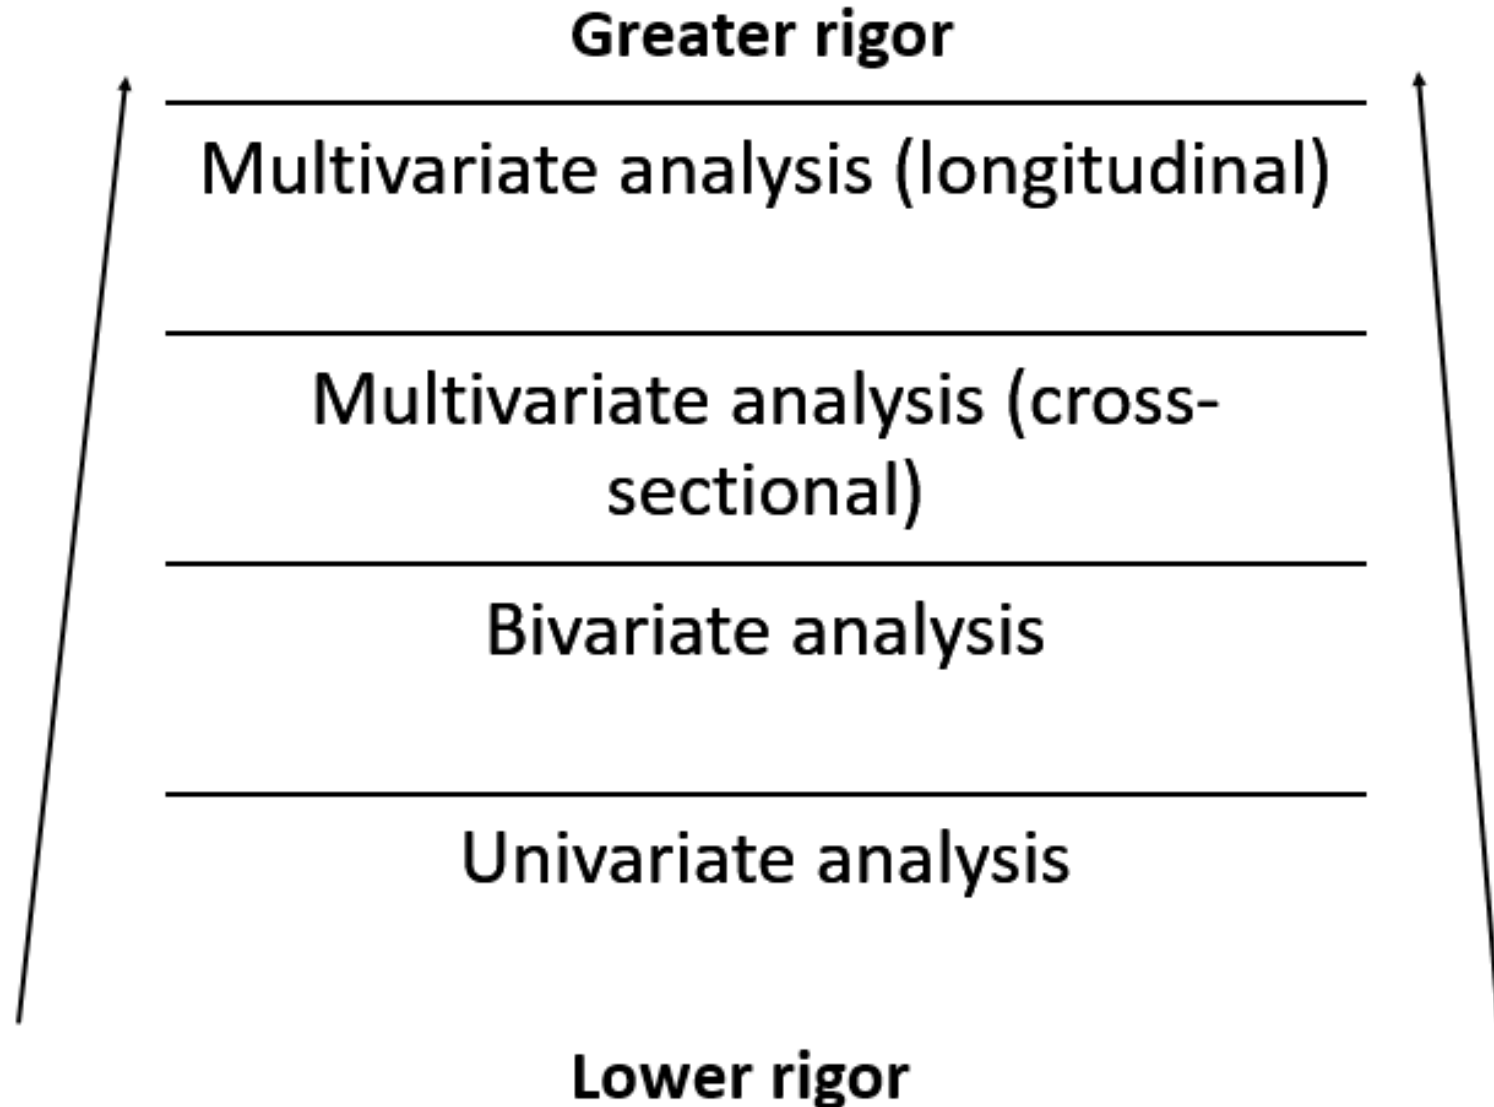 Greater rigor
Multivariate analysis (longitudinal)
Multivariate analysis (cross-
sectional)
Bivariate analysis
Univariate analysis
Lower rigor